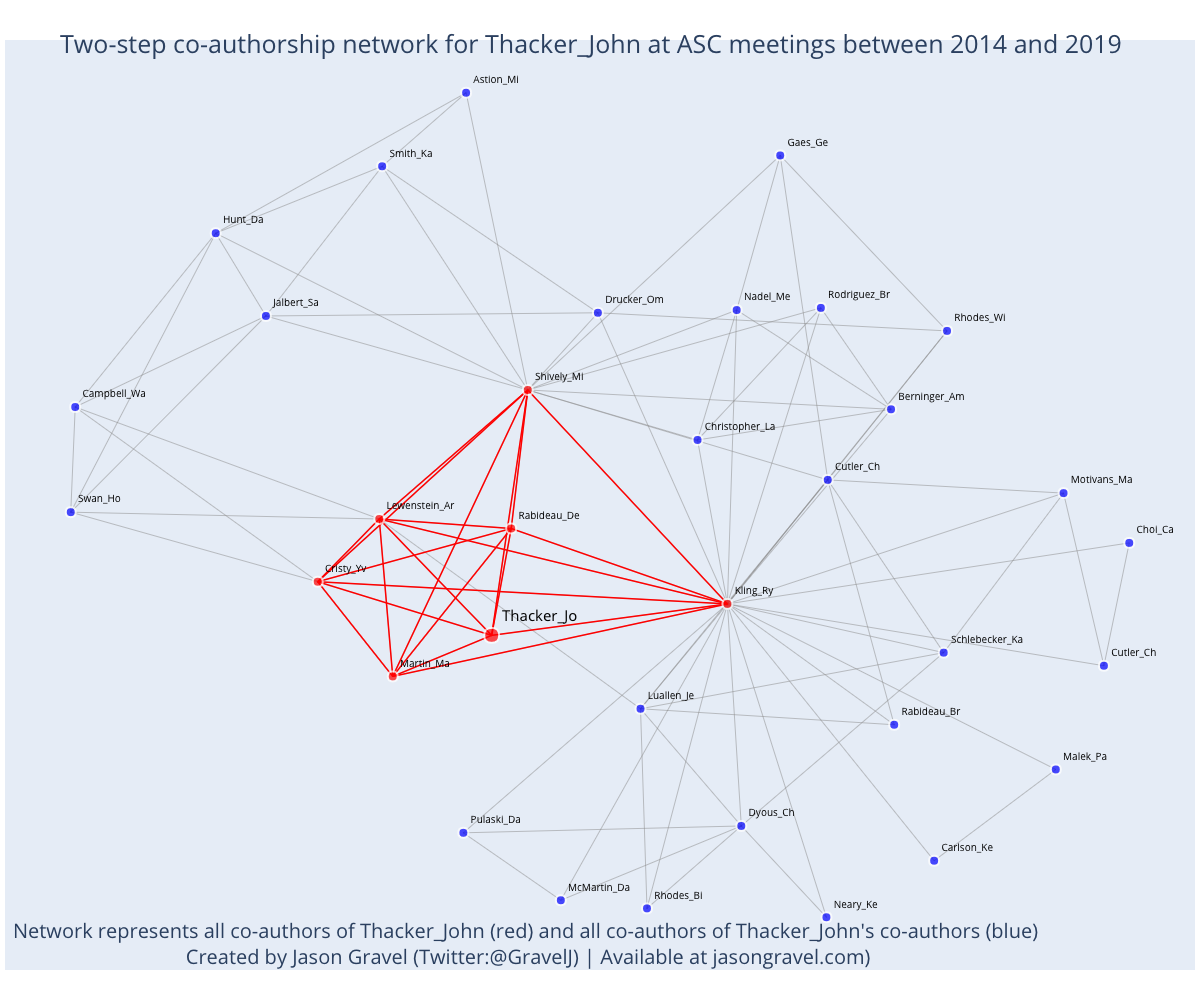 Two-step co-authorship network for Thacker_John at ASC meetings between 2014 and 2019
Astion_Mi
Gaes_Ge
Smith_Ka
Hunt_Da
Jalbert_Sa
Drucker_Om
Nadel_Me
Rodriguez_Br
Rhodes_Wi
Shively_Mi
Campbell_Wa
Berninger_Am
Christopher_La
Cutler_Ch
Motivans_Ma
Swan_Ho
Lewenstein_Ar
Rabideau_De
Choi_Ca
Cristy_Yv
Kling_Ry
Thacker_Jo
Schlebecker_Ka
Cutler_Ch
Martin_Ma
Luallen_Je
Rabideau_Br
Malek_Pa
Pulaski_Da
Dyous_Ch
Carlson_Ke
McMartin_Da
Rhodes_Bi
Neary_Ke
Network represents all co-authors of Thacker_John (red) and all co-authors of Thacker_John's co-authors (blue)
Created by Jason Gravel (Twitter:@GravelJ) | Available at jasongravel.com)